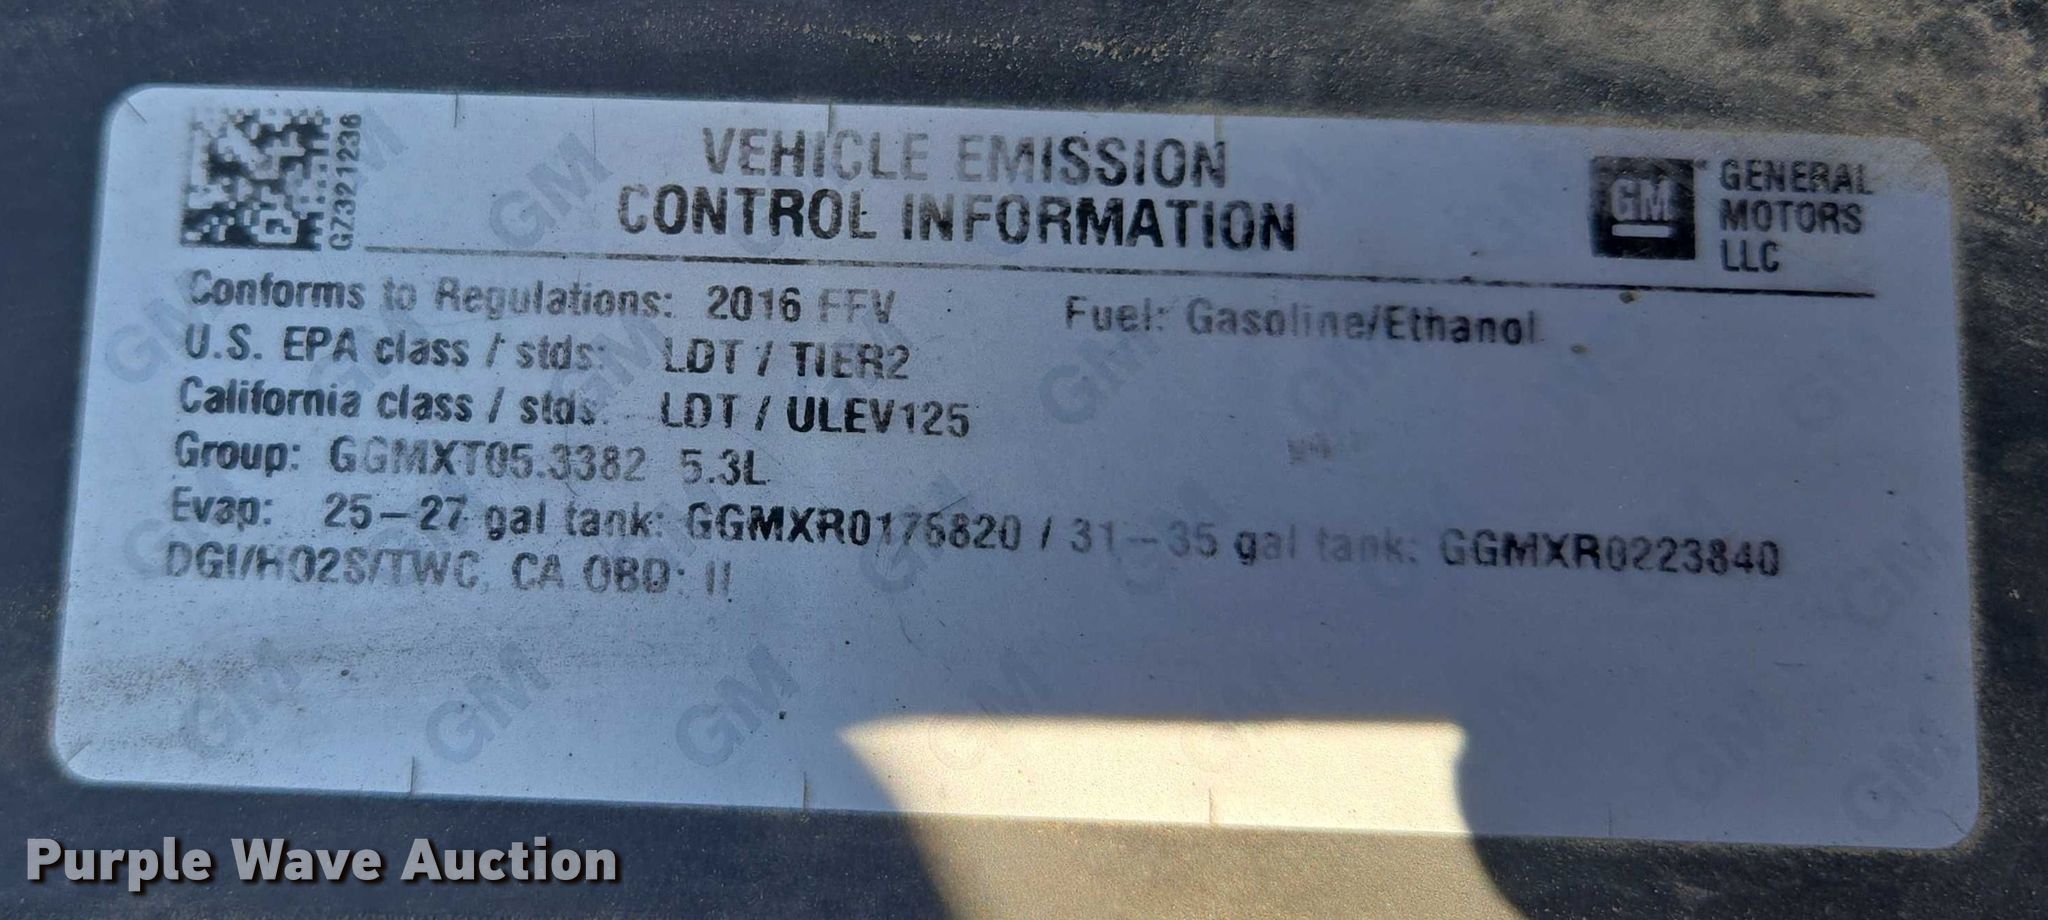 GZ321236
VEHICLE EMISSION
CONTROL INFORMATION
GM
GENERAL
MOTORS
LLC
Conforms to Regulations: 2016 FFV Fuel: Gasoline/Ethanol
U.S. EPA class / stds: LDT / TIER2
California class / stds: LDT / ULEV125
Group: GGMXT05.3382 5.3L
Evap: 25-27 gal tank: GGMXR0176820 / 31-35 gal tank: GGMXR0223840
DGI/HO2S/TWC, CA OBD: II
Purple Wave Auction